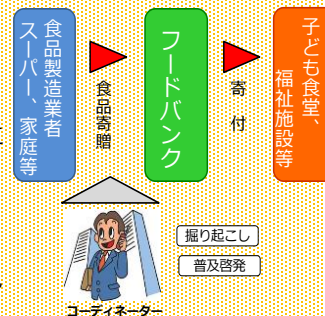 食品製造業者
スーパー、家庭等
食品寄贈
フードバンク
寄付
子ども食堂、
福祉施設等
掘り起こし
普及啓発
コーディネーター